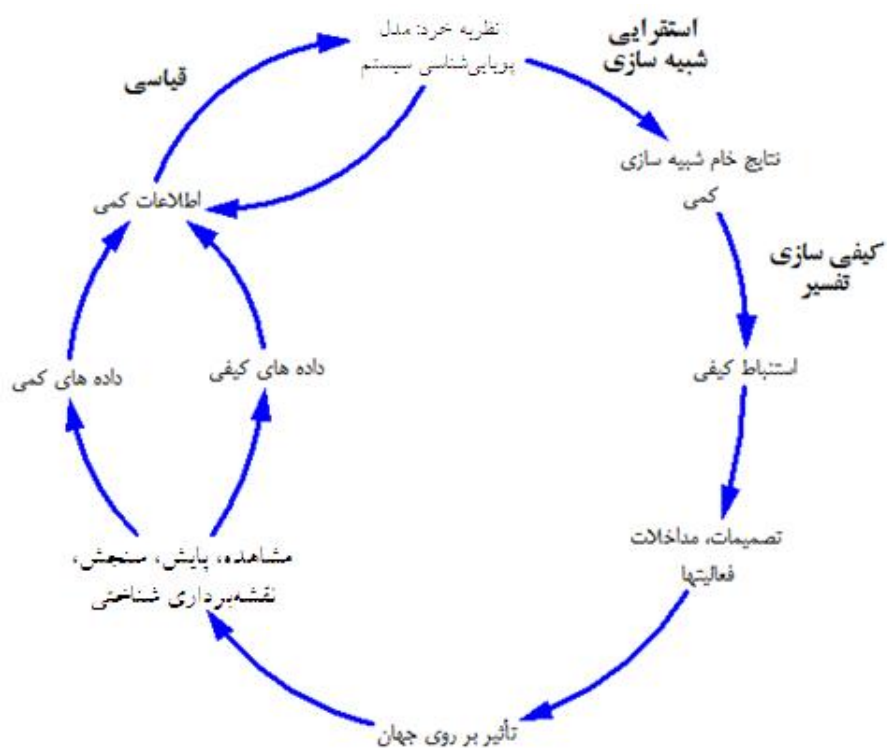 نظریه خرد: مدل
پویایی‌شناسی سیستم
استقرایی
شبیه سازی
قیاسی
نتایج خام شبیه سازی
کمی
اطلاعات کمی
کیفی سازی
تفسیر
استنباط کیفی
داده های کیفی
داده های کمی
تصمیمات، مداخلات
فعالیتها
مشاهده، پایش، سنجش،
نقشه‌برداری شناختی
تأثیر بر روی جهان